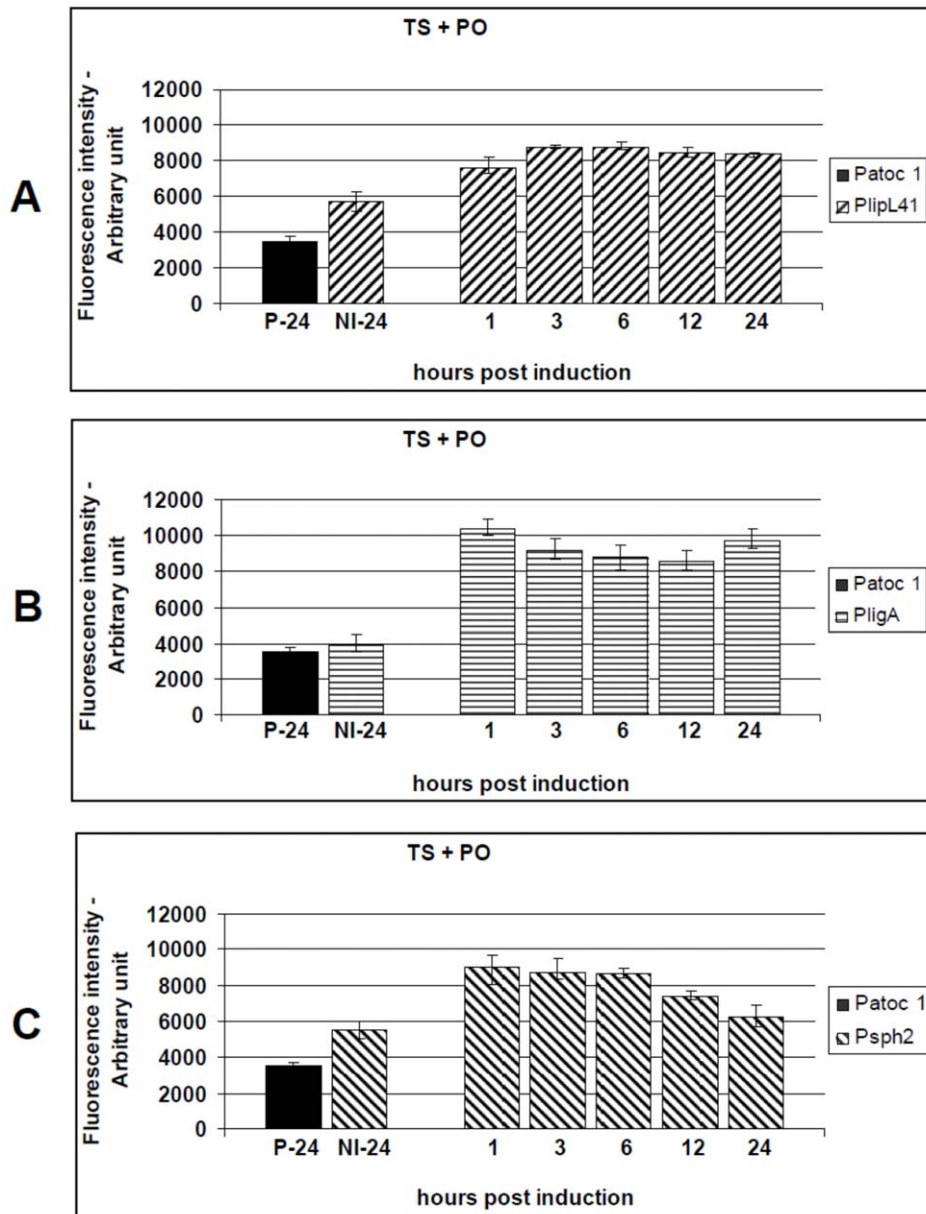 A
TS + PO
Fluorescence intensity -
Arbitrary unit
12000
10000
8000
6000
4000
2000
0
P-24 NI-24 1 3 6 12 24
hours post induction
Patoc 1
PlipL41
B
TS + PO
Fluorescence intensity -
Arbitrary unit
12000
10000
8000
6000
4000
2000
0
P-24 NI-24 1 3 6 12 24
hours post induction
Patoc 1
PligA
C
TS + PO
Fluorescence intensity -
Arbitrary unit
12000
10000
8000
6000
4000
2000
0
P-24 NI-24 1 3 6 12 24
hours post induction
Patoc 1
Psph2